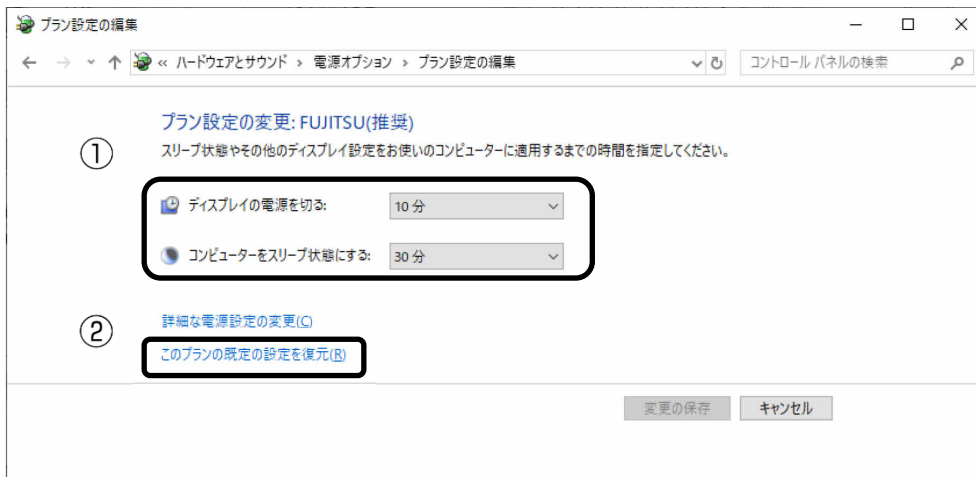 プラン設定の編集
« ハードウェアとサウンド › 電源オプション › プラン設定の編集
コントロール パネルの検索
プラン設定の変更: FUJITSU(推奨)
①
スリープ状態やその他のディスプレイ設定をお使いのコンピューターに適用するまでの時間を指定してください。
ディスプレイの電源を切る: 10 分
コンピューターをスリープ状態にする: 30 分
②
詳細な電源設定の変更(C)
このプランの既定の設定を復元(R)
変更の保存 キャンセル